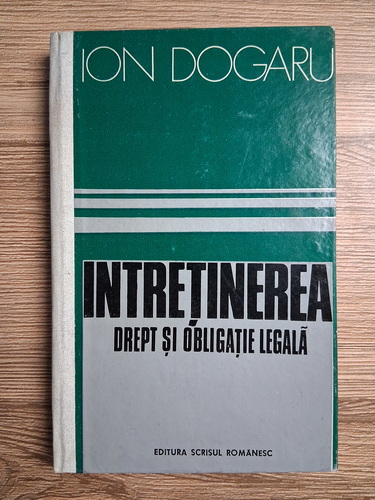 ION DOGARU
INTREȚINEREA
DREPT ȘI OBLIGAȚIE LEGALĂ
EDITURA SCRISUL ROMÂNESC